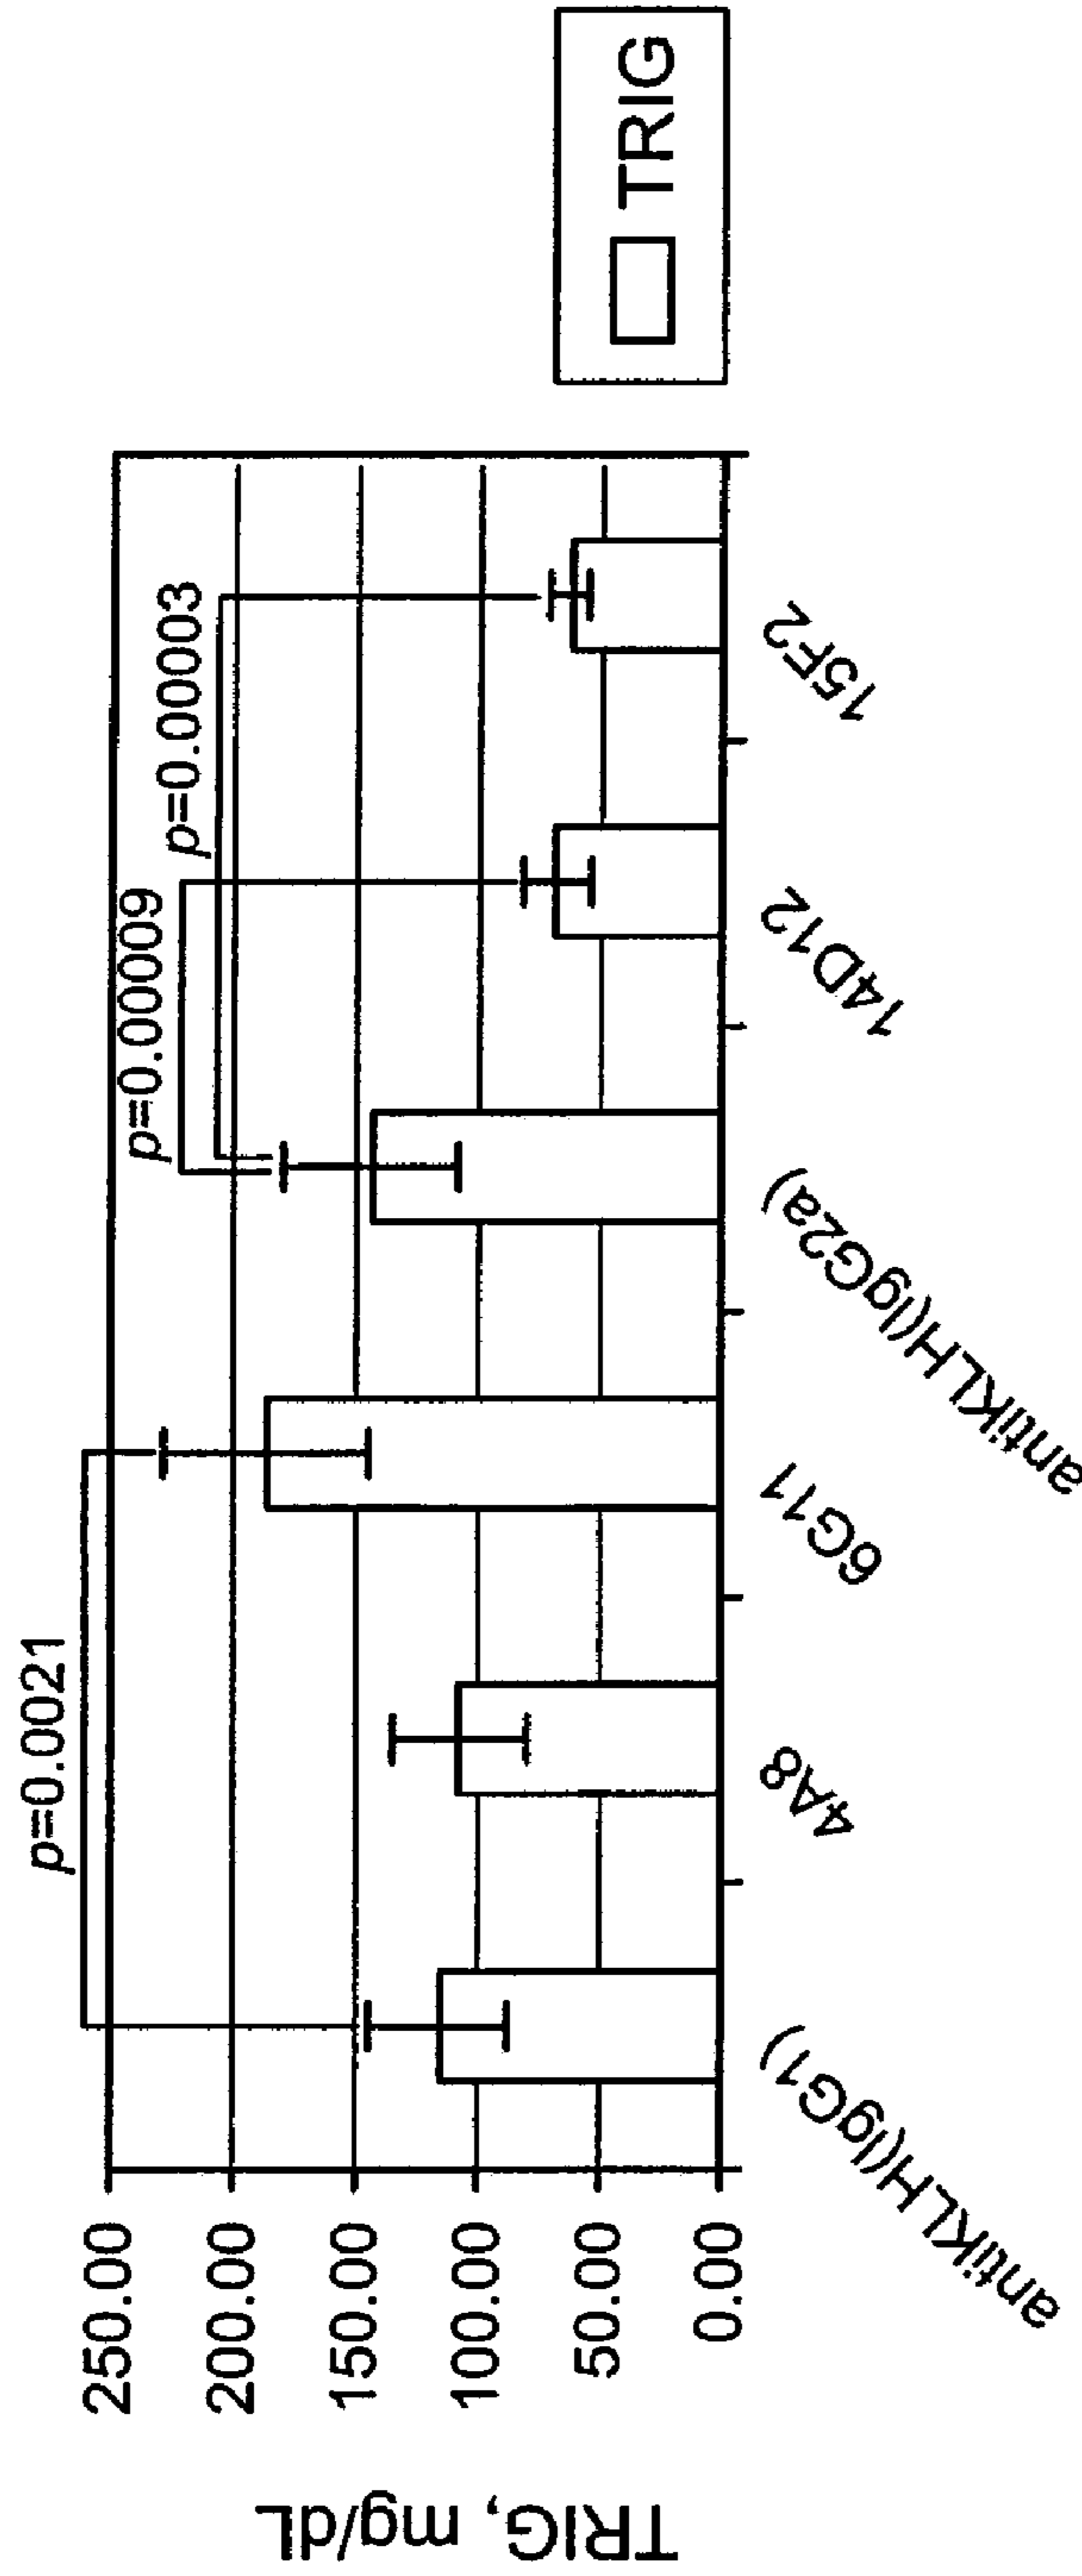 p=0.0021
p=0.00009
p=0.00003
TRIG, mg/dL
250.00
200.00
150.00
100.00
50.00
0.00
antiKLH(IgG1)
4A8
6G11
antiKLH(IgG2a)
14D12
15F2
TRIG